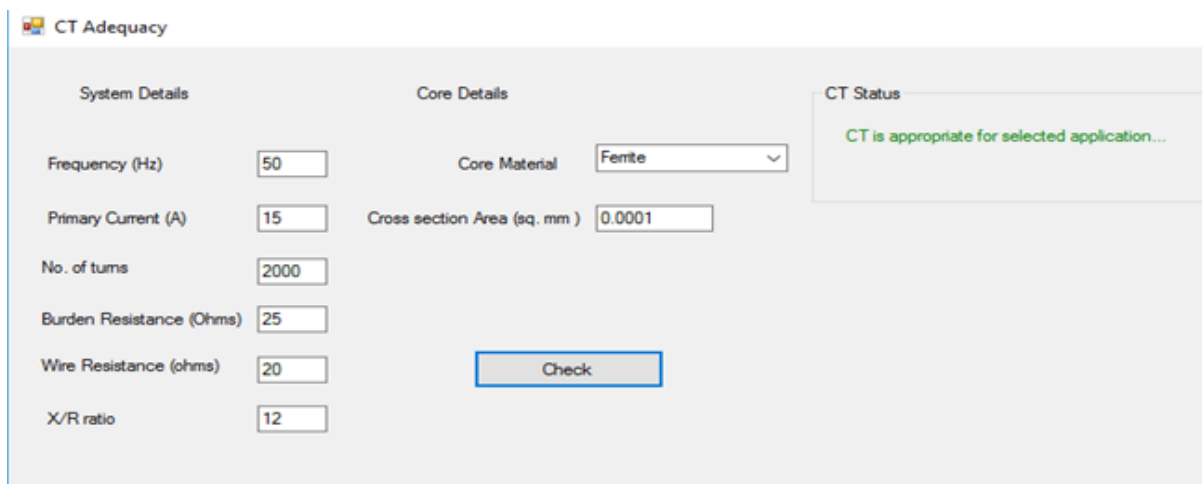 CT Adequacy
System Details
Core Details
CT Status
CT is appropriate for selected application...
Frequency (Hz) 50
Core Material Ferrite
Primary Current (A) 15
Cross section Area (sq. mm ) 0.0001
No. of turns 2000
Burden Resistance (Ohms) 25
Wire Resistance (ohms) 20
Check
X/R ratio 12